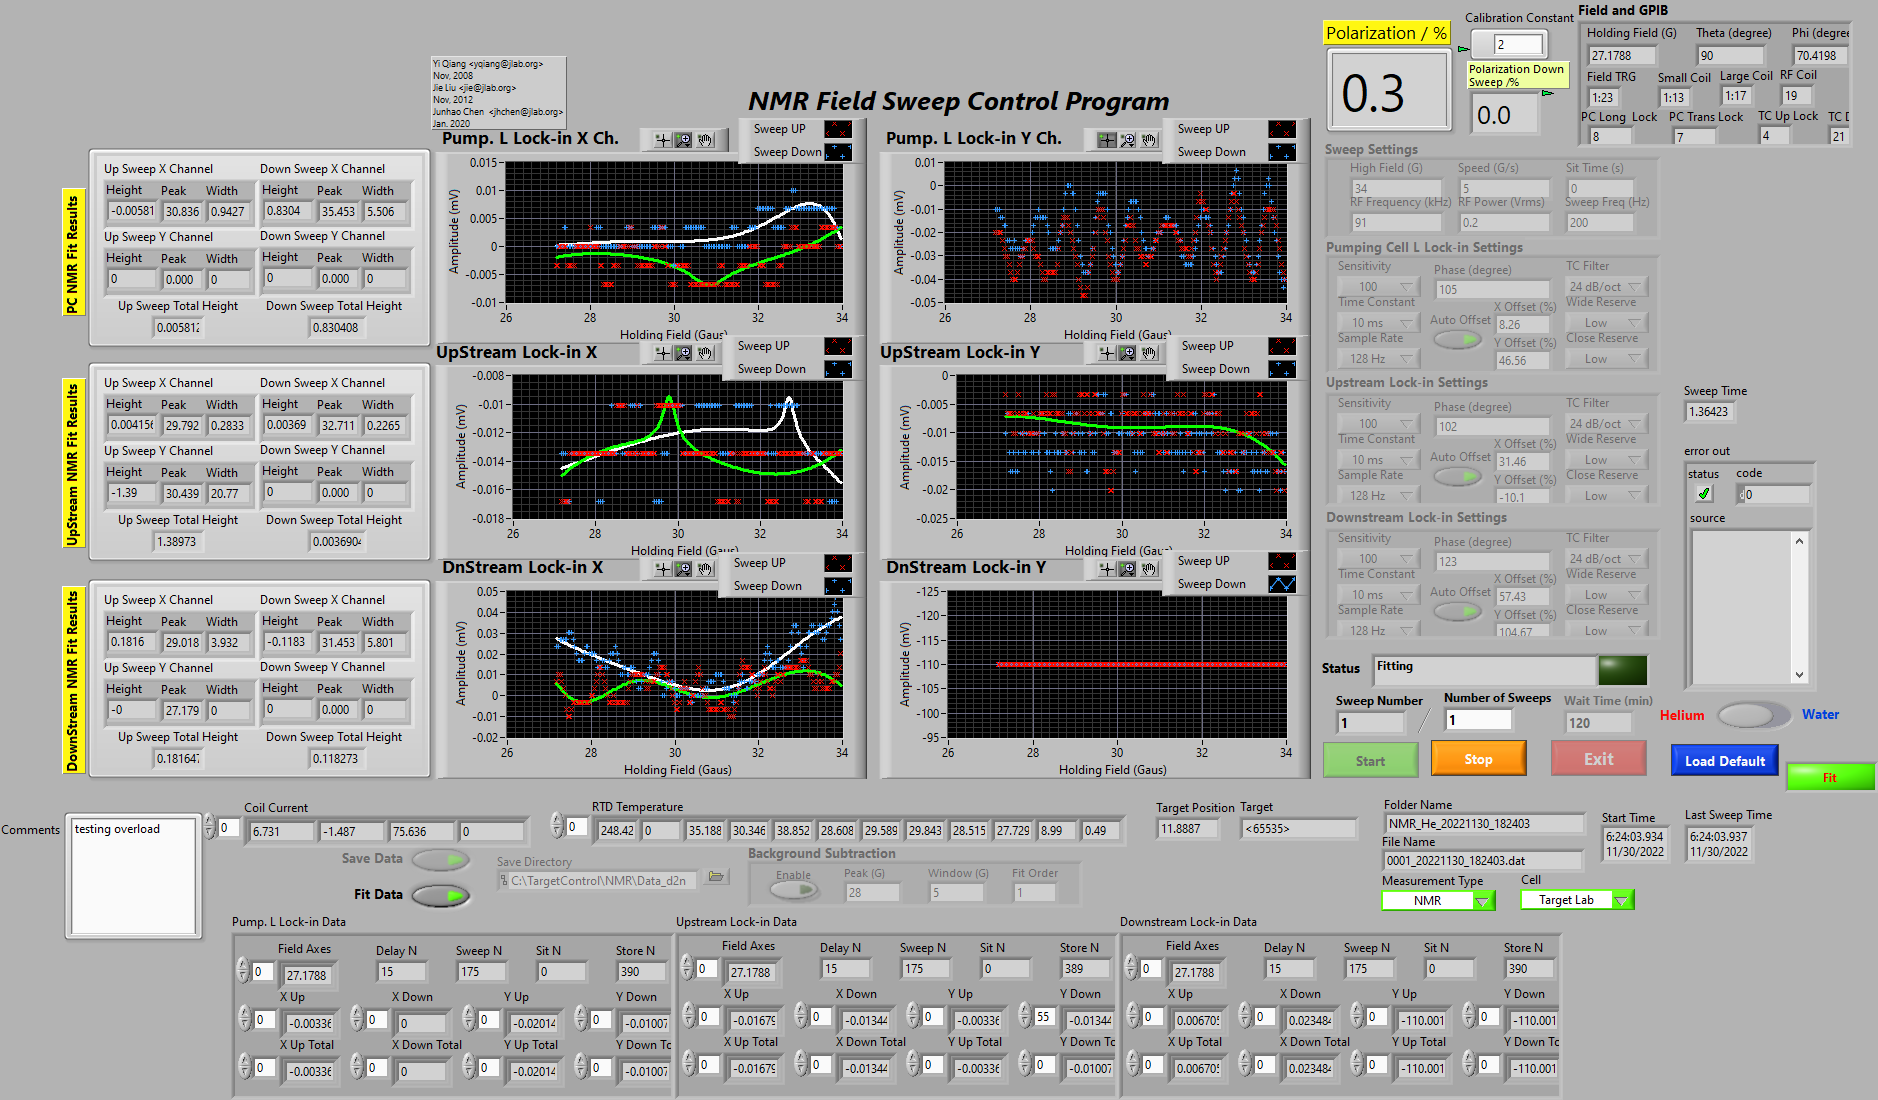 Yi Qiang <yqiang@jlab.org>
Nov, 2008
Jie Liu <jie@jlab.org>
Nov, 2012
Junhao Chen <jhchen@jlab.org>
Jan. 2020
NMR Field Sweep Control Program
Polarization / %
0.3
Calibration Constant
2
Polarization Down Sweep /%
0.0
Field and GPIB
Holding Field (G) Theta (degree) Phi (degree
27.1788 90 70.4198
Field TRG Small Coil Large Coil RF Coil
1:23 1:13 1:17 19
PC Long Lock PC Trans Lock TC Up Lock TC D
8 7 4 21
PC NMR Fit Results
Up Sweep X Channel Down Sweep X Channel
Height Peak Width Height Peak Width
-0.00581 30.836 0.9427 0.8304 35.453 5.506
Up Sweep Y Channel Down Sweep Y Channel
Height Peak Width Height Peak Width
0 0.000 0 0 0.000 0
Up Sweep Total Height Down Sweep Total Height
0.005812 0.830408
Pump. L Lock-in X Ch.
Sweep UP
Sweep Down
Amplitude (mV)
0.015
0.01
0.005
0
-0.005
-0.01
26 28 30 32 34
Holding Field (Gaus)
Pump. L Lock-in Y Ch.
Sweep UP
Sweep Down
Amplitude (mV)
0.01
0
-0.01
-0.02
-0.03
-0.04
-0.05
26 28 30 32 34
Holding Field (Gaus)
UpStream NMR Fit Results
Up Sweep X Channel Down Sweep X Channel
Height Peak Width Height Peak Width
0.004156 29.792 0.2833 0.00369 32.711 0.2265
Up Sweep Y Channel Down Sweep Y Channel
Height Peak Width Height Peak Width
-1.39 30.439 20.77 0 0.000 0
Up Sweep Total Height Down Sweep Total Height
1.38973 0.0036904
UpStream Lock-in X
Sweep UP
Sweep Down
Amplitude (mV)
-0.008
-0.01
-0.012
-0.014
-0.016
-0.018
26 28 30 32 34
Holding Field (Gaus)
UpStream Lock-in Y
Sweep UP
Sweep Down
Amplitude (mV)
0
-0.005
-0.01
-0.015
-0.02
-0.025
26 28 30 32 34
Holding Field (Gaus)
DownStream NMR Fit Results
Up Sweep X Channel Down Sweep X Channel
Height Peak Width Height Peak Width
0.1816 29.018 3.932 -0.1183 31.453 5.801
Up Sweep Y Channel Down Sweep Y Channel
Height Peak Width Height Peak Width
-0 27.179 0 0 0.000 0
Up Sweep Total Height Down Sweep Total Height
0.181647 0.118273
DnStream Lock-in X
Sweep UP
Sweep Down
Amplitude (mV)
0.05
0.04
0.03
0.02
0.01
0
-0.01
-0.02
26 28 30 32 34
Holding Field (Gaus)
DnStream Lock-in Y
Sweep UP
Sweep Down
Amplitude (mV)
-125
-120
-115
-110
-105
-100
-95
26 28 30 32 34
Holding Field (Gaus)
Sweep Settings
High Field (G) Speed (G/s) Sit Time (s)
34 5 0
RF Frequency (kHz) RF Power (Vrms) Sweep Freq (Hz)
91 0.2 200
Pumping Cell L Lock-in Settings
Sensitivity Phase (degree) TC Filter
100 105 24 dB/oct
Time Constant X Offset (%) Wide Reserve
10 ms Auto Offset 8.26 Low
Sample Rate Y Offset (%) Close Reserve
128 Hz 46.56 Low
Upstream Lock-in Settings
Sensitivity Phase (degree) TC Filter
100 102 24 dB/oct
Time Constant X Offset (%) Wide Reserve
10 ms Auto Offset 31.46 Low
Sample Rate Y Offset (%) Close Reserve
128 Hz -10.1 Low
Downstream Lock-in Settings
Sensitivity Phase (degree) TC Filter
100 123 24 dB/oct
Time Constant X Offset (%) Wide Reserve
10 ms Auto Offset 57.43 Low
Sample Rate Y Offset (%) Close Reserve
128 Hz 104.67 Low
Sweep Time
1.36423
error out
status code
0
source
Status Fitting
Sweep Number Number of Sweeps Wait Time (min)
1 / 1 120
Helium Water
Start Stop Exit Load Default Fit
Comments
testing overload
Coil Current
0 6.731 -1.487 75.636 0
RTD Temperature
0 248.42 0 35.188 30.346 38.852 28.608 29.589 29.843 28.515 27.729 8.99 0.49
Target Position Target
11.8887 <65535>
Folder Name
NMR_He_20221130_182403
File Name
0001_20221130_182403.dat
Start Time
6:24:03.934
11/30/2022
Last Sweep Time
6:24:03.937
11/30/2022
Measurement Type Cell
NMR Target Lab
Save Data
Fit Data
Save Directory
C:\TargetControl\NMR\Data_d2n
Background Subtraction
Enable Peak (G) Window (G) Fit Order
28 5 1
Pump. L Lock-in Data
Field Axes Delay N Sweep N Sit N Store N
0 27.1788 15 175 0 390
X Up X Down Y Up Y Down
0 -0.00336 0 0 0 -0.02014 0 -0.01007
X Up Total X Down Total Y Up Total Y Down To
0 -0.00336 0 0 0 -0.02014 0 -0.01007
Upstream Lock-in Data
Field Axes Delay N Sweep N Sit N Store N
0 27.1788 15 175 0 389
X Up X Down Y Up Y Down
0 -0.01679 0 -0.01344 0 -0.00336 55 -0.01344
X Up Total X Down Total Y Up Total Y Down To
0 -0.01679 0 -0.01344 0 -0.00336 0 -0.01007
Downstream Lock-in Data
Field Axes Delay N Sweep N Sit N Store N
0 27.1788 15 175 0 390
X Up X Down Y Up Y Down
0 0.006705 0 0.023484 0 -110.001 0 -110.001
X Up Total X Down Total Y Up Total Y Down To
0 0.006705 0 0.023484 0 -110.001 0 -110.001